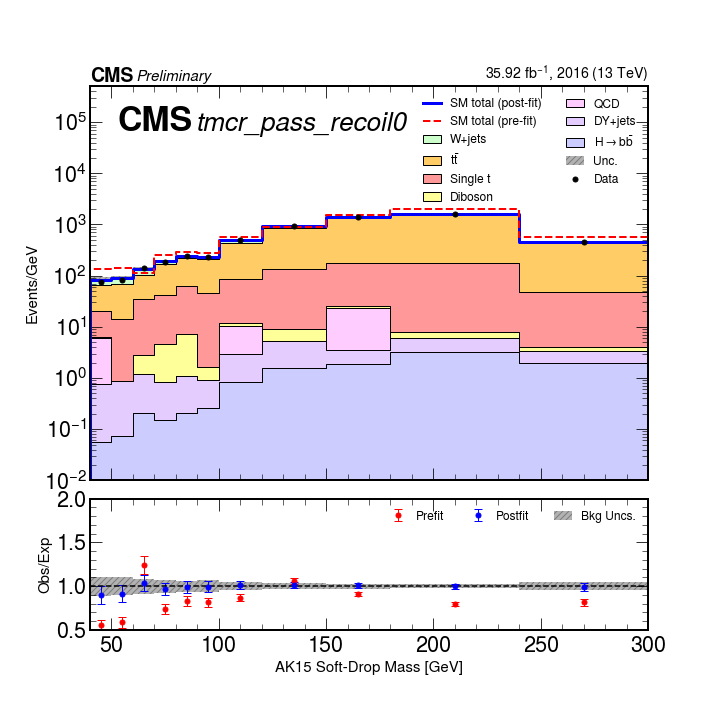 CMS Preliminary 35.92 fb⁻¹, 2016 (13 TeV)
CMS tmcr_pass_recoil0
SM total (post-fit)
SM total (pre-fit)
W+jets
tt̄
Single t
Diboson
QCD
DY+jets
H→bb̄
Unc.
Data
Events/GeV
10⁵
10⁴
10³
10²
10¹
10⁰
10⁻¹
10⁻²
Prefit Postfit Bkg Uncs.
Obs/Exp
2.0
1.5
1.0
0.5
50 100 150 200 250 300
AK15 Soft-Drop Mass [GeV]